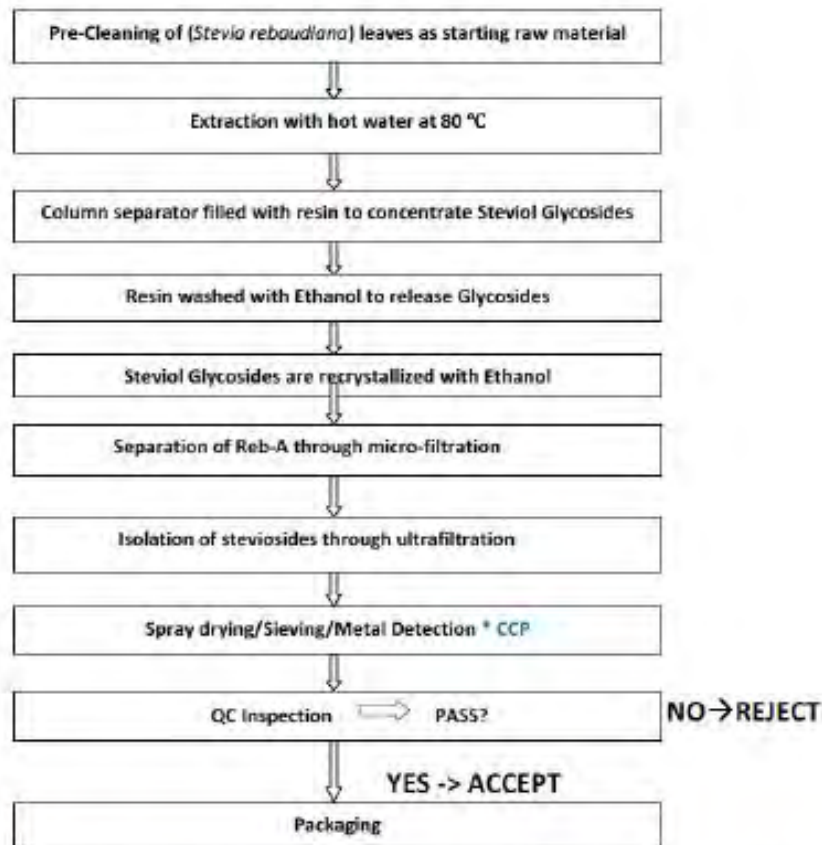 Pre-Cleaning of (Stevia rebaudiana) leaves as starting raw material
Extraction with hot water at 80 °C
Column separator filled with resin to concentrate Steviol Glycosides
Resin washed with Ethanol to release Glycosides
Steviol Glycosides are recrystallized with Ethanol
Separation of Reb-A through micro-filtration
Isolation of steviosides through ultrafiltration
Spray drying/Sieving/Metal Detection * CCP
QC Inspection PASS? NO→REJECT
YES -> ACCEPT
Packaging